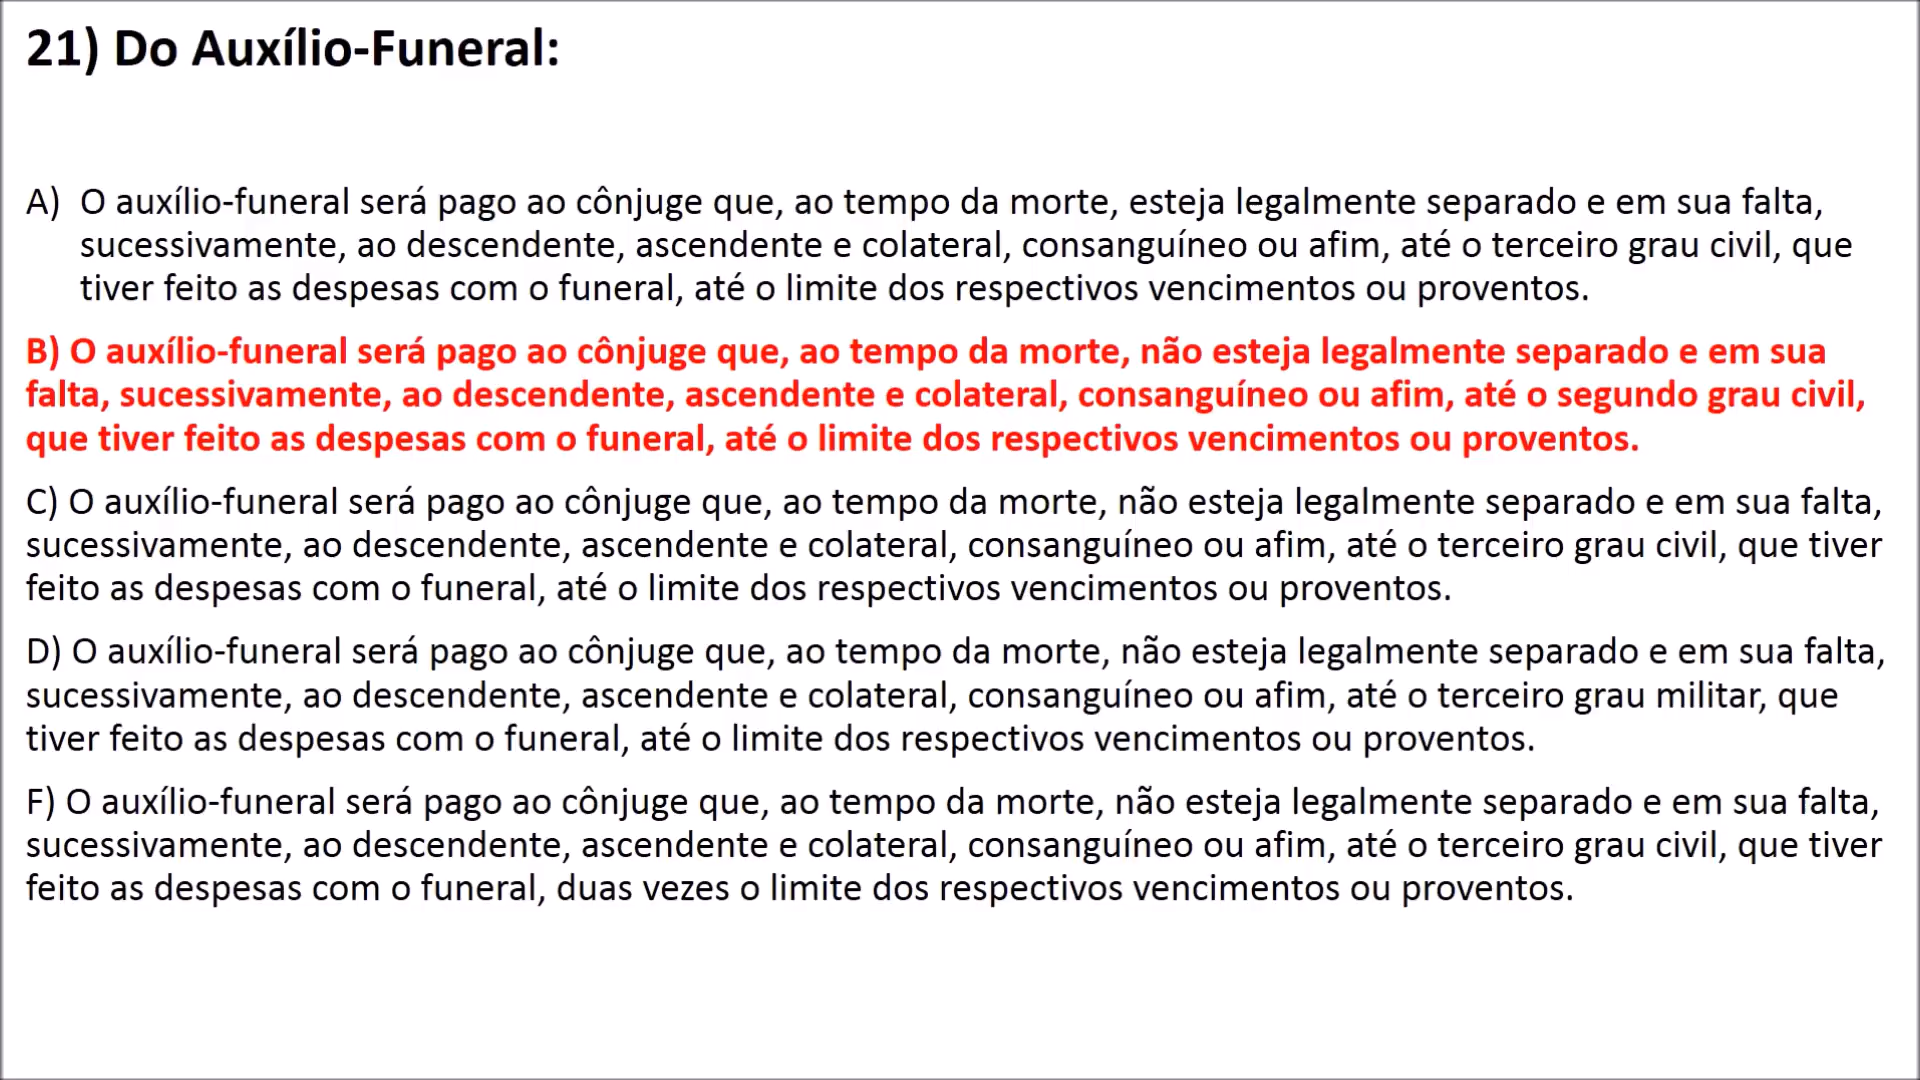 21) Do Auxílio-Funeral:
A) O auxílio-funeral será pago ao cônjuge que, ao tempo da morte, esteja legalmente separado e em sua falta,
sucessivamente, ao descendente, ascendente e colateral, consanguíneo ou afim, até o terceiro grau civil, que
tiver feito as despesas com o funeral, até o limite dos respectivos vencimentos ou proventos.
B) O auxílio-funeral será pago ao cônjuge que, ao tempo da morte, não esteja legalmente separado e em sua
falta, sucessivamente, ao descendente, ascendente e colateral, consanguíneo ou afim, até o segundo grau civil,
que tiver feito as despesas com o funeral, até o limite dos respectivos vencimentos ou proventos.
C) O auxílio-funeral será pago ao cônjuge que, ao tempo da morte, não esteja legalmente separado e em sua falta,
sucessivamente, ao descendente, ascendente e colateral, consanguíneo ou afim, até o terceiro grau civil, que tiver
feito as despesas com o funeral, até o limite dos respectivos vencimentos ou proventos.
D) O auxílio-funeral será pago ao cônjuge que, ao tempo da morte, não esteja legalmente separado e em sua falta,
sucessivamente, ao descendente, ascendente e colateral, consanguíneo ou afim, até o terceiro grau militar, que
tiver feito as despesas com o funeral, até o limite dos respectivos vencimentos ou proventos.
F) O auxílio-funeral será pago ao cônjuge que, ao tempo da morte, não esteja legalmente separado e em sua falta,
sucessivamente, ao descendente, ascendente e colateral, consanguíneo ou afim, até o terceiro grau civil, que tiver
feito as despesas com o funeral, duas vezes o limite dos respectivos vencimentos ou proventos.